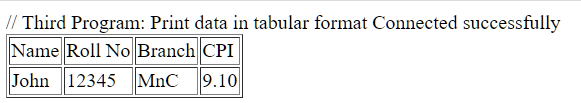 // Third Program: Print data in tabular format Connected successfully
Name Roll No Branch CPI
John 12345 MnC 9.10